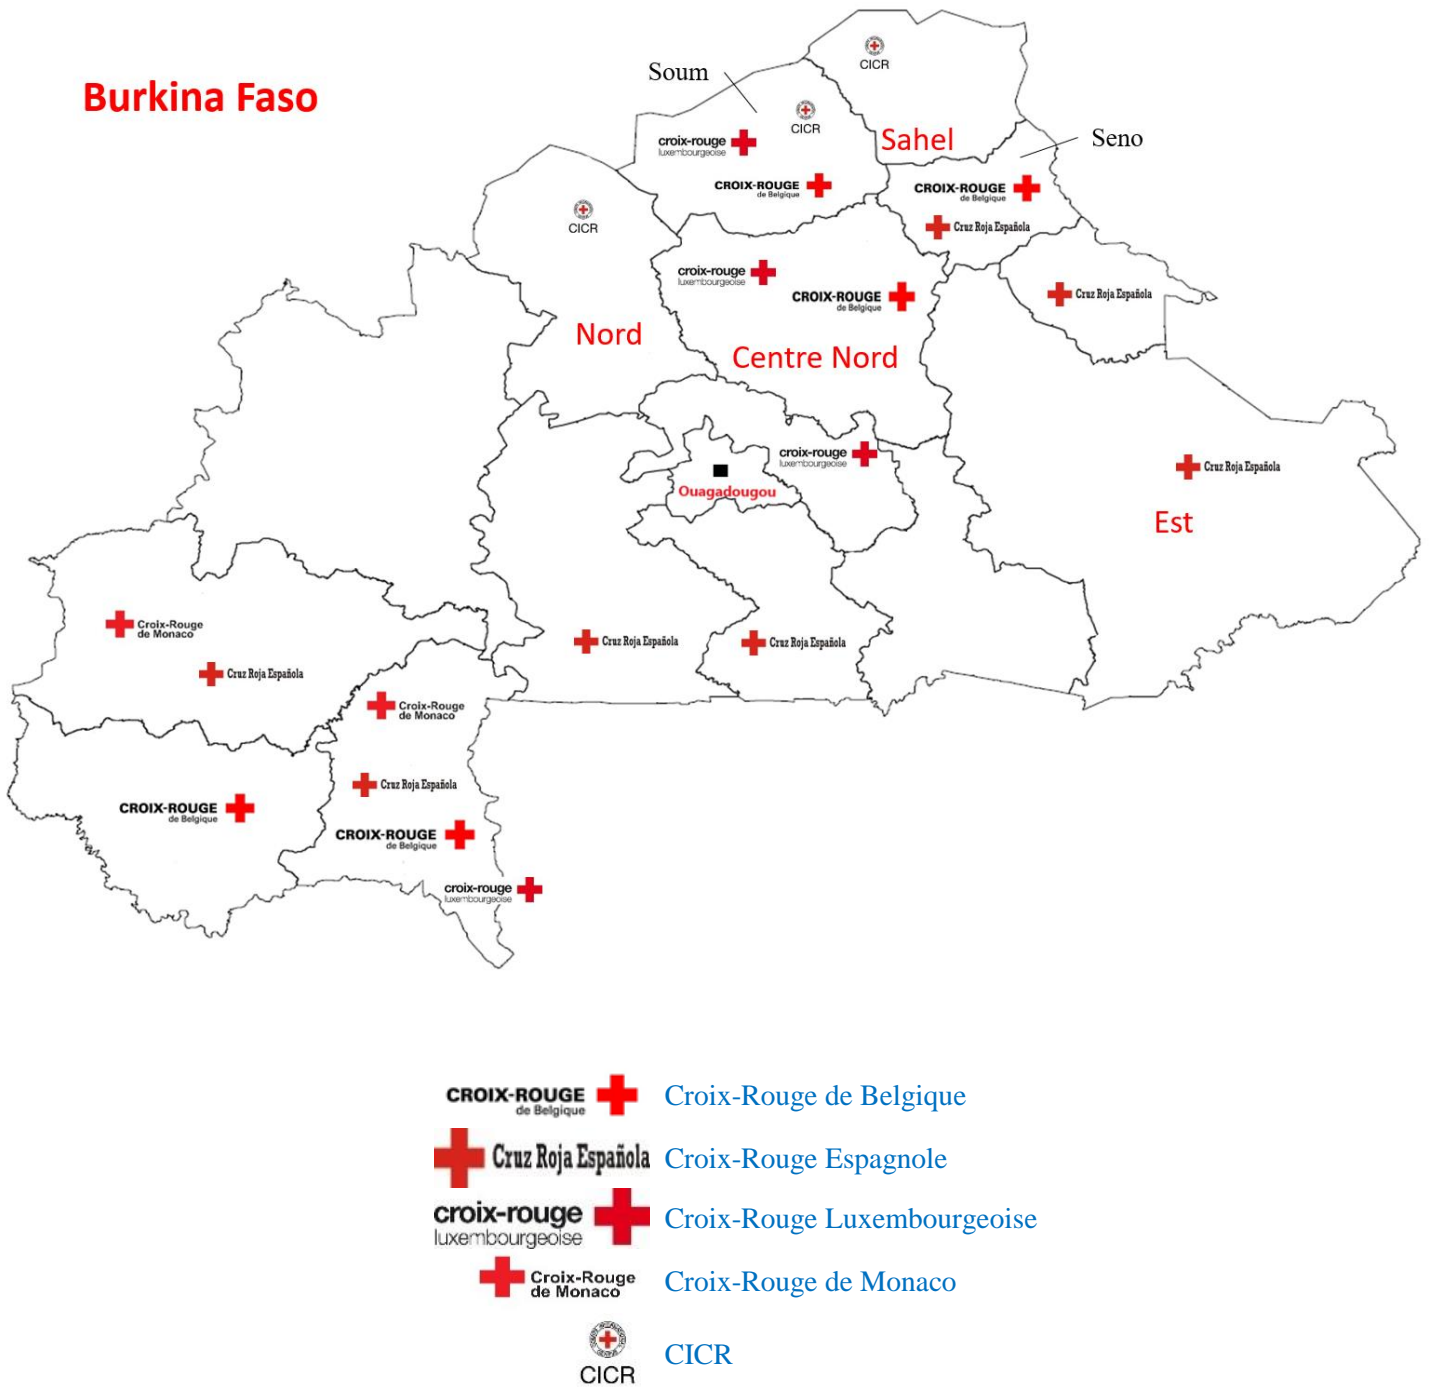 CICR
Soum
Burkina Faso
CICR
croix-rouge
luxembourgeoise
Sahel
Seno
CROIX-ROUGE
de Belgique
CROIX-ROUGE
de Belgique
CICR
Cruz Roja Española
croix-rouge
luxembourgeoise
CROIX-ROUGE
de Belgique
Cruz Roja Española
Nord
Centre Nord
croix-rouge
luxembourgeoise
Cruz Roja Española
Ouagadougou
Est
Croix-Rouge
de Monaco
Cruz Roja Española
Cruz Roja Española
Cruz Roja Española
Croix-Rouge
de Monaco
Cruz Roja Española
CROIX-ROUGE
de Belgique
CROIX-ROUGE
de Belgique
croix-rouge
luxembourgeoise
CROIX-ROUGE
de Belgique
Croix-Rouge de Belgique
Cruz Roja Española
Croix-Rouge Espagnole
croix-rouge
luxembourgeoise
Croix-Rouge Luxembourgeoise
Croix-Rouge
de Monaco
Croix-Rouge de Monaco
CICR
CICR